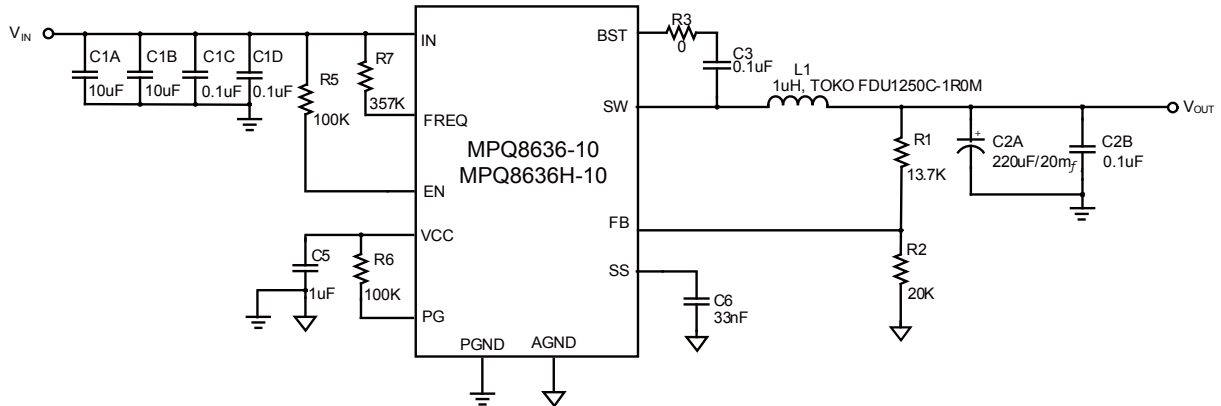 VIN
C1A
10uF
C1B
10uF
C1C
0.1uF
C1D
0.1uF
R5
100K
R7
357K
IN
FREQ
EN
VCC
PG
PGND
AGND
MPQ8636-10
MPQ8636H-10
BST
SW
FB
SS
R3
0
C3
0.1uF
L1
1uH, TOKO FDU1250C-1R0M
VOUT
R1
13.7K
C2A
+
220uF/20mƒ
C2B
0.1uF
R2
20K
C5
1uF
R6
100K
C6
33nF